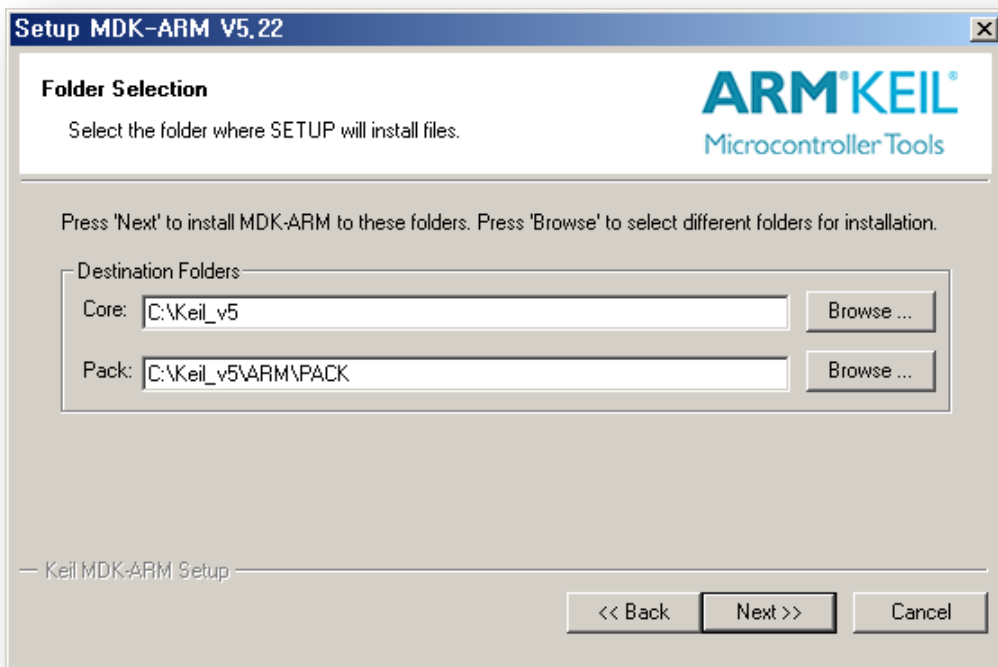 Setup MDK-ARM V5.22
Folder Selection
Select the folder where SETUP will install files.
ARM®KEIL®
Microcontroller Tools
Press 'Next' to install MDK-ARM to these folders. Press 'Browse' to select different folders for installation.
Destination Folders
Core: C:\Keil_v5 Browse ...
Pack: C:\Keil_v5\ARM\PACK Browse ...
Keil MDK-ARM Setup
<< Back Next >> Cancel